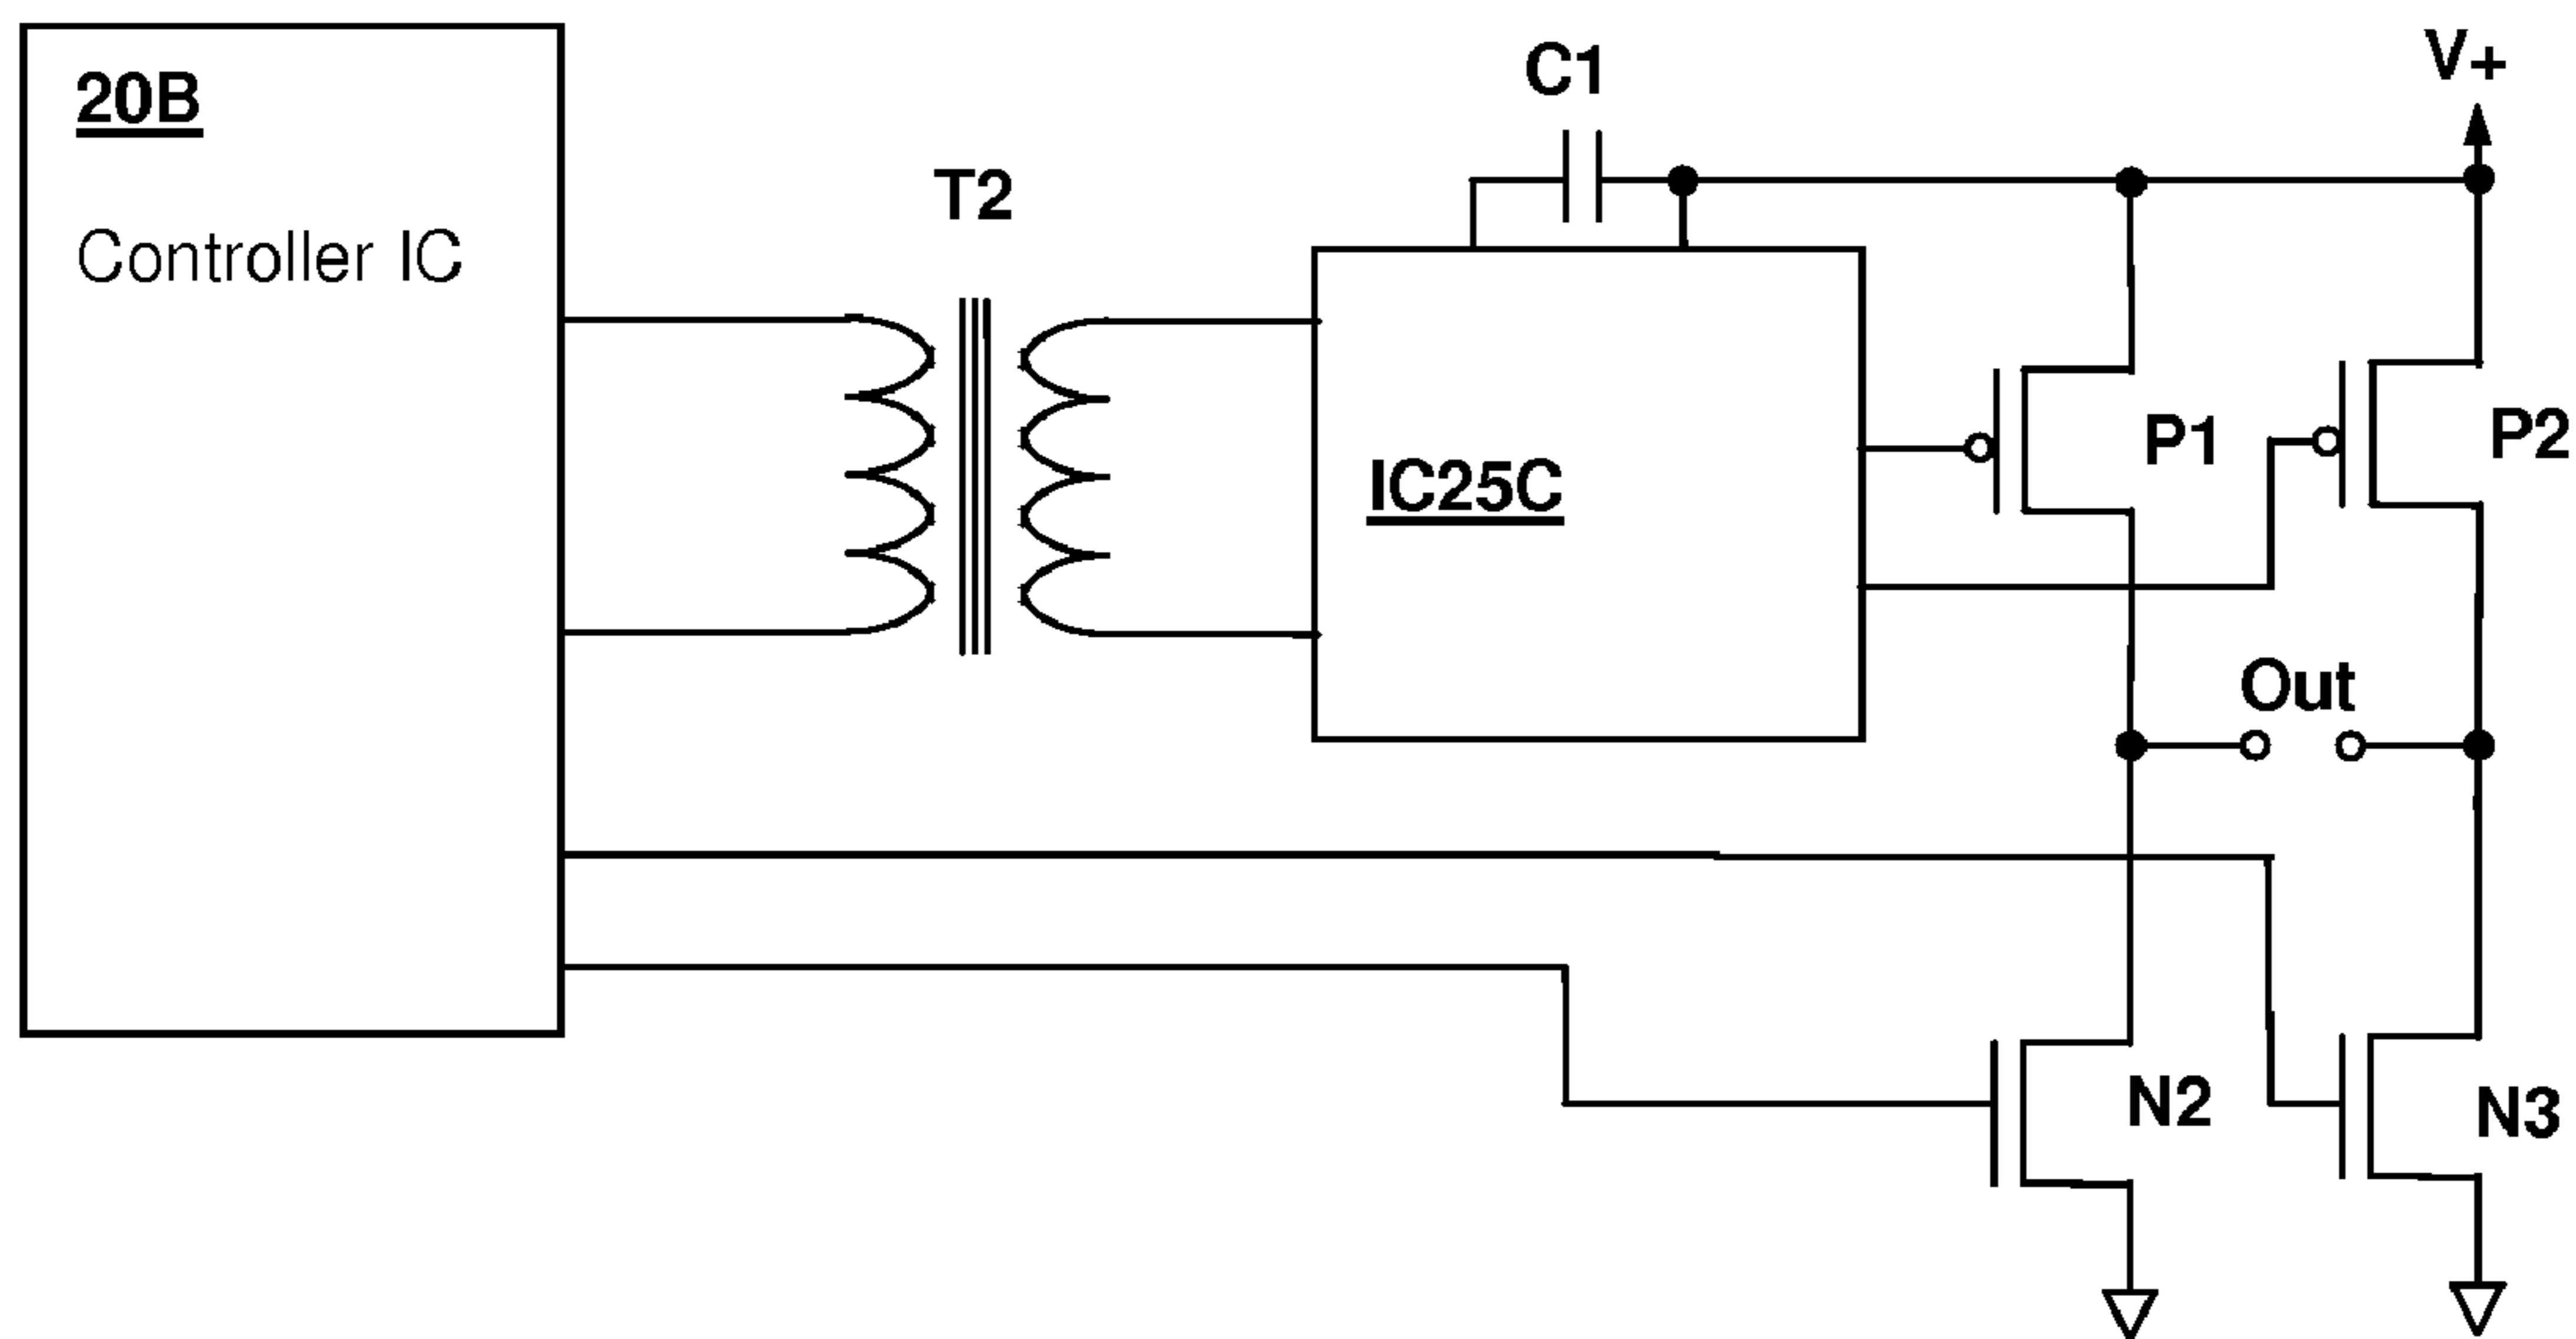 20B
Controller IC
T2
C1
V+
IC25C
P1
P2
Out
N2
N3